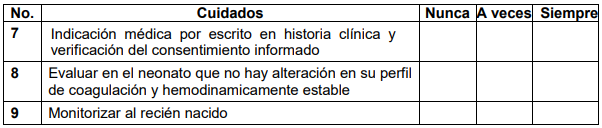 No. Cuidados Nunca A veces Siempre
7 Indicación médica por escrito en historia clínica y
verificación del consentimiento informado
8 Evaluar en el neonato que no hay alteración en su perfil
de coagulación y hemodinamicamente estable
9 Monitorizar al recién nacido